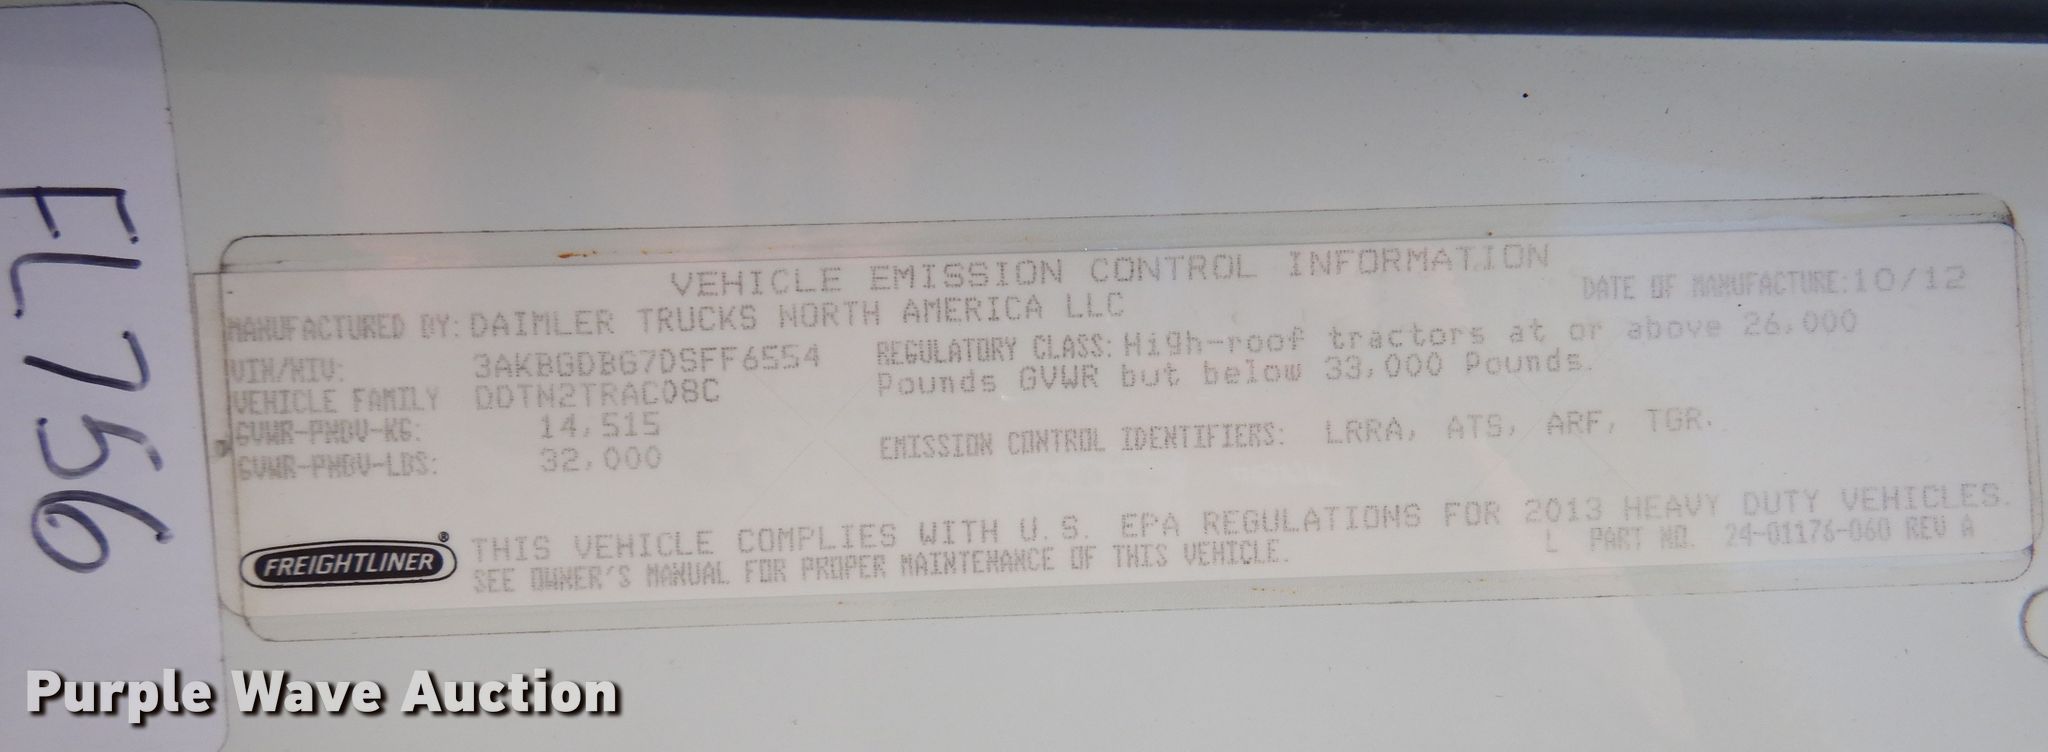 FL7756
VEHICLE EMISSION CONTROL INFORMATION
DATE OF MANUFACTURE:10/12
MANUFACTURED BY: DAIMLER TRUCKS NORTH AMERICA LLC
VIN/NIV: 3AKBGDBG7DSFF6554
VEHICLE FAMILY DDTN2TRAC08C
GVWR-PNBV-KG: 14,515
GVWR-PNBV-LBS: 32,000
REGULATORY CLASS: High-roof tractors at or above 26,000
Pounds GVWR but below 33,000 Pounds.
EMISSION CONTROL IDENTIFIERS: LRRA, ATS, ARF, TGR.
FREIGHTLINER®
THIS VEHICLE COMPLIES WITH U.S. EPA REGULATIONS FOR 2013 HEAVY DUTY VEHICLES.
SEE OWNER'S MANUAL FOR PROPER MAINTENANCE OF THIS VEHICLE.
L PART NO. 24-01176-060 REV A
Purple Wave Auction